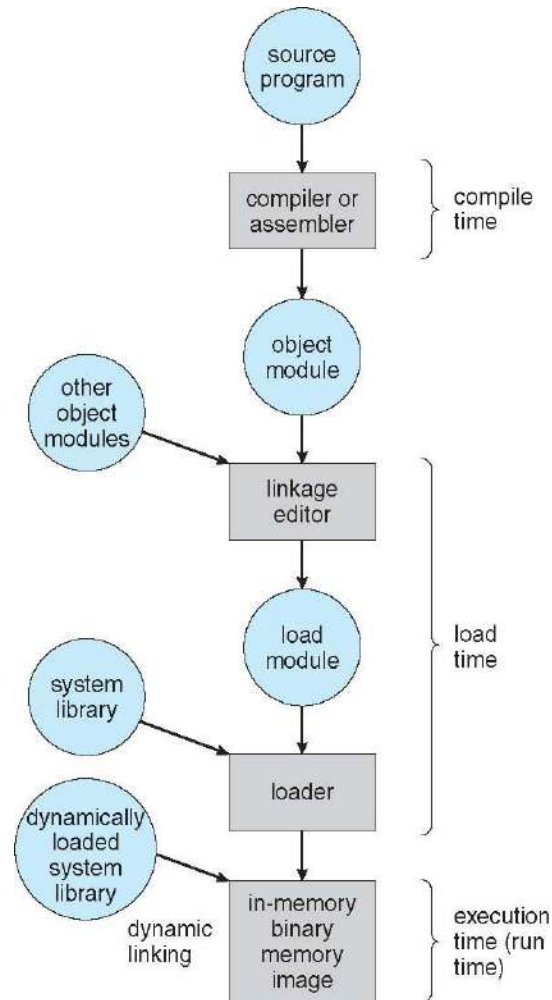 source
program
compiler or
assembler
compile
time
object
module
other
object
modules
linkage
editor
load
module
load
time
system
library
loader
dynamically
loaded
system
library
dynamic
linking
in-memory
binary
memory
image
execution
time (run
time)